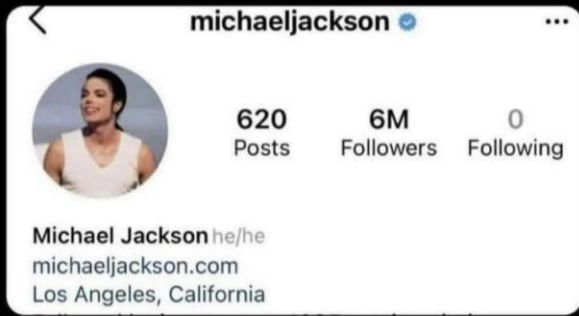 michaeljackson
620 6M 0
Posts Followers Following
Michael Jackson he/he
michaeljackson.com
Los Angeles, California